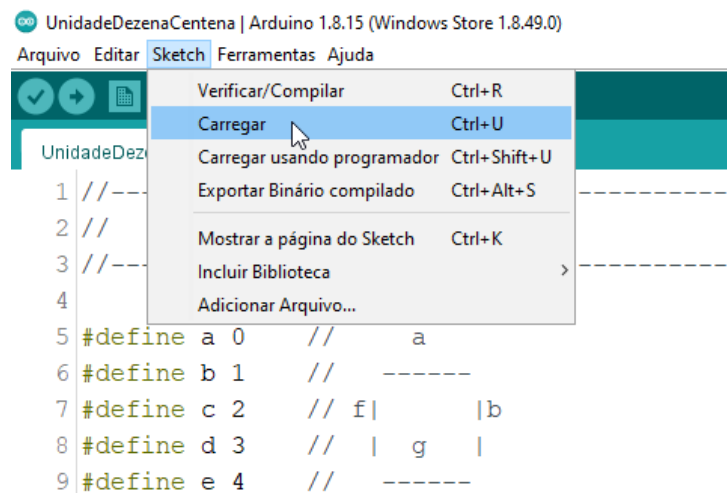 UnidadeDezenaCentena | Arduino 1.8.15 (Windows Store 1.8.49.0)
Arquivo Editar Sketch Ferramentas Ajuda
Verificar/Compilar Ctrl+R
Carregar Ctrl+U
UnidadeDez
Carregar usando programador Ctrl+Shift+U
1 //---
Exportar Binário compilado Ctrl+Alt+S
----------
2 //
Mostrar a página do Sketch Ctrl+K
3 //---
Incluir Biblioteca >
----------
4
Adicionar Arquivo...
5 #define a 0 // a
6 #define b 1 // ------
7 #define c 2 // f| |b
8 #define d 3 // | g |
9 #define e 4 // ------